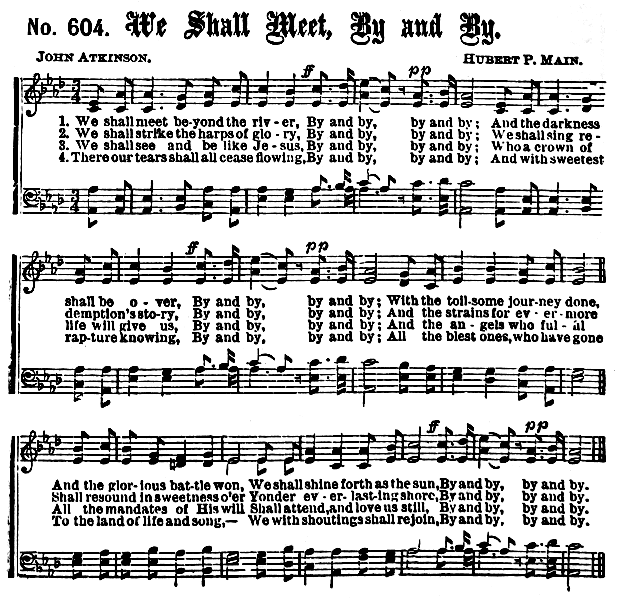 No. 604. We Shall Meet, By and By.
JOHN ATKINSON. HUBERT P. MAIN.
ff pp
1. We shall meet be-yond the riv - er, By and by, by and by; And the darkness
2. We shall strike the harps of glo - ry, By and by, by and by; We shall sing re -
3. We shall see and be like Je - sus, By and by, by and by; Who a crown of
4. There our tears shall all cease flowing, By and by, by and by; And with sweetest
ff pp
shall be o - ver, By and by, by and by; With the toil-some jour-ney done,
demption's sto-ry, By and by, by and by; And the strains for ev - er-more
life will give us, By and by, by and by; And the an - gels who ful - fil
rap-ture knowing, By and by, by and by; All the blest ones, who have gone
ff pp
And the glor-ious bat-tle won, We shall shine forth as the sun, By and by, by and by.
Shall resound in sweetness o'er Yonder ev - er- last-ing shore, By and by, by and by.
All the mandates of His will Shall attend, and love us still, By and by, by and by.
To the land of life and song,— We with shoutings shall rejoin, By and by, by and by.